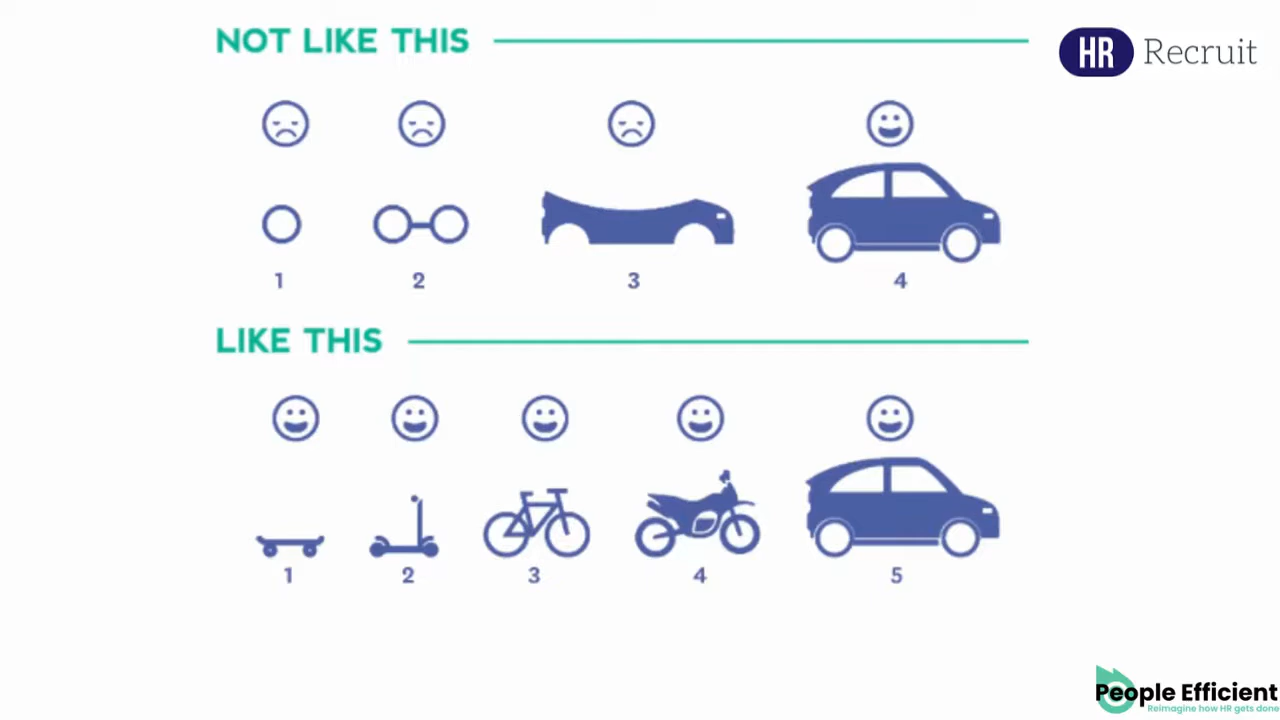 NOT LIKE THIS
HR Recruit
1 2 3 4
LIKE THIS
1 2 3 4 5
People Efficient
Reimagine how HR gets done